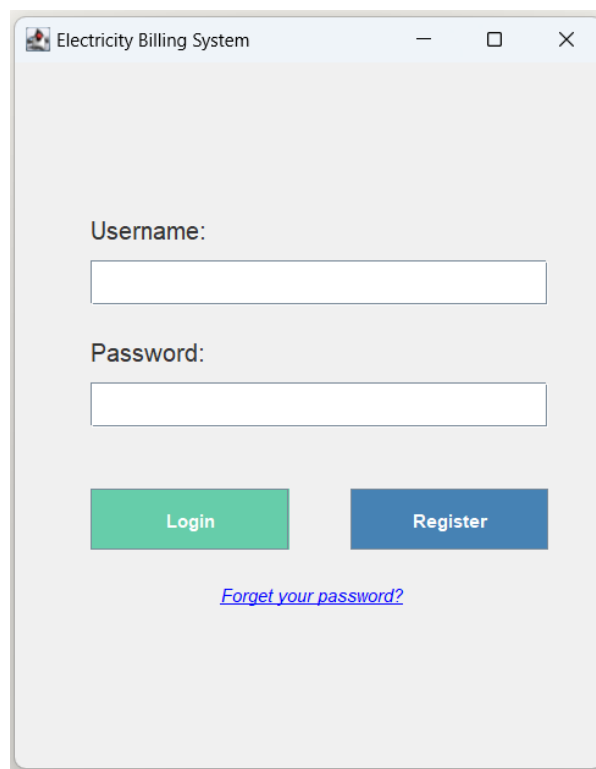 Electricity Billing System
Username:
Password:
Login Register
Forget your password?